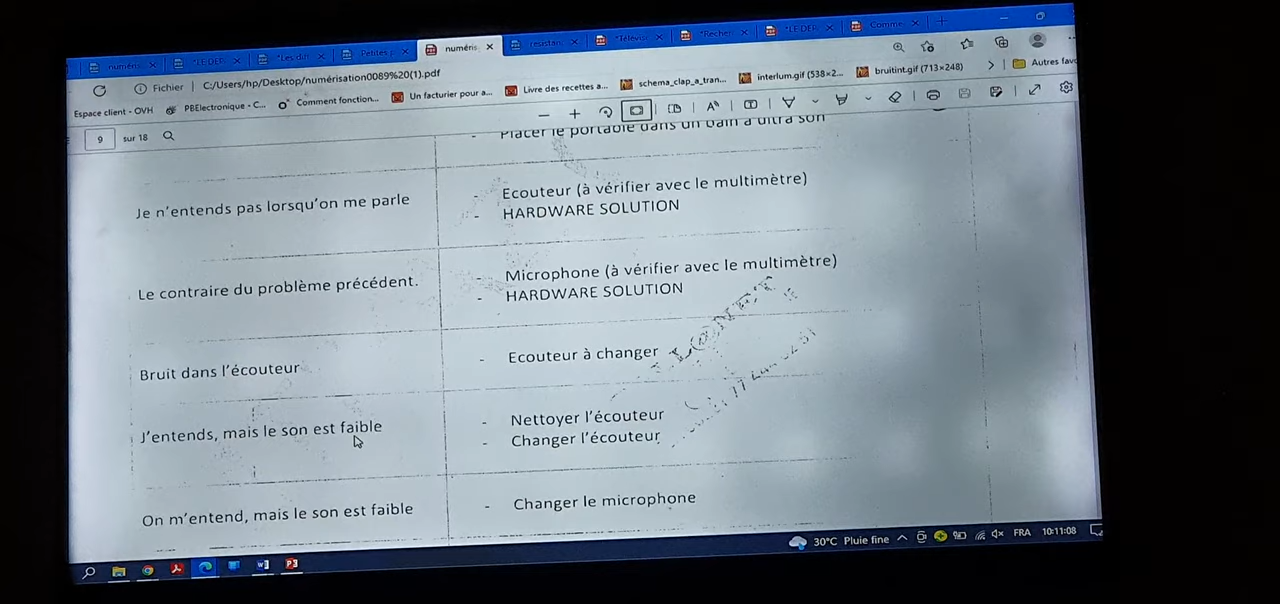 numéris
Fichier | C:/Users/hp/Desktop/numérisation0089%20(1).pdf
Espace client - OVH PBElectronique - C... Comment fonction... Un facturier pour a... Livre des recettes a... schema_clap_a_tran... interlum.gif (538×2... bruitint.gif (713×248) Autres favo
9 sur 18
- Placer le portable dans un bain à ultra son
Je n'entends pas lorsqu'on me parle
- Ecouteur (à vérifier avec le multimètre)
- HARDWARE SOLUTION
Le contraire du problème précédent.
- Microphone (à vérifier avec le multimètre)
- HARDWARE SOLUTION
Bruit dans l'écouteur
- Ecouteur à changer
J'entends, mais le son est faible
- Nettoyer l'écouteur
- Changer l'écouteur
On m'entend, mais le son est faible
- Changer le microphone
30°C Pluie fine FRA 10:11:08